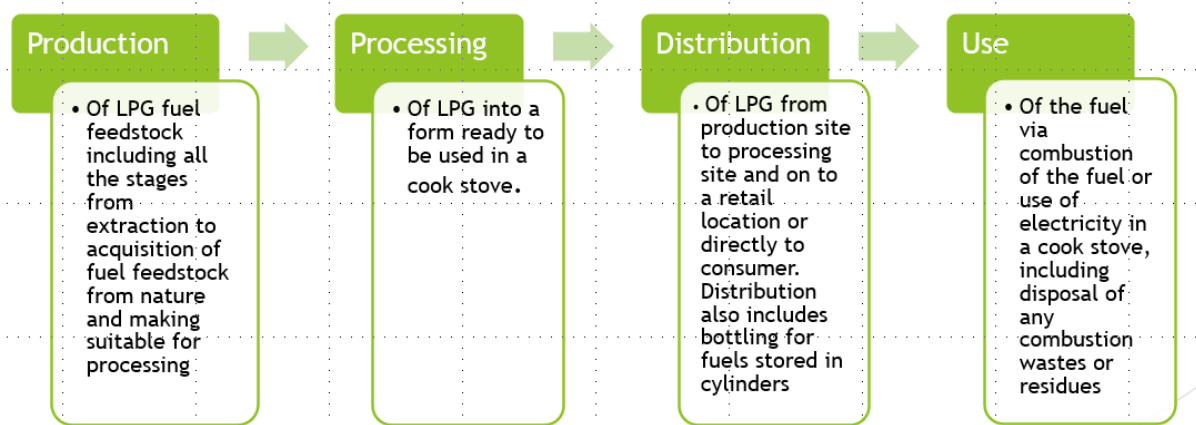 Production
• Of LPG fuel
feedstock
including all
the stages
from
extraction to
acquisition of
fuel feedstock
from nature
and making
suitable for
processing
Processing
• Of LPG into a
form ready to
be used in a
cook stove.
Distribution
. Of LPG from
production site
to processing
site and on to
a retail
location or
directly to
consumer.
Distribution
also includes
bottling for
fuels stored in
cylinders
Use
• Of the fuel
via
combustion
of the fuel or
use of
electricity in
a cook stove,
including
disposal of
any
combustion
wastes or
residues